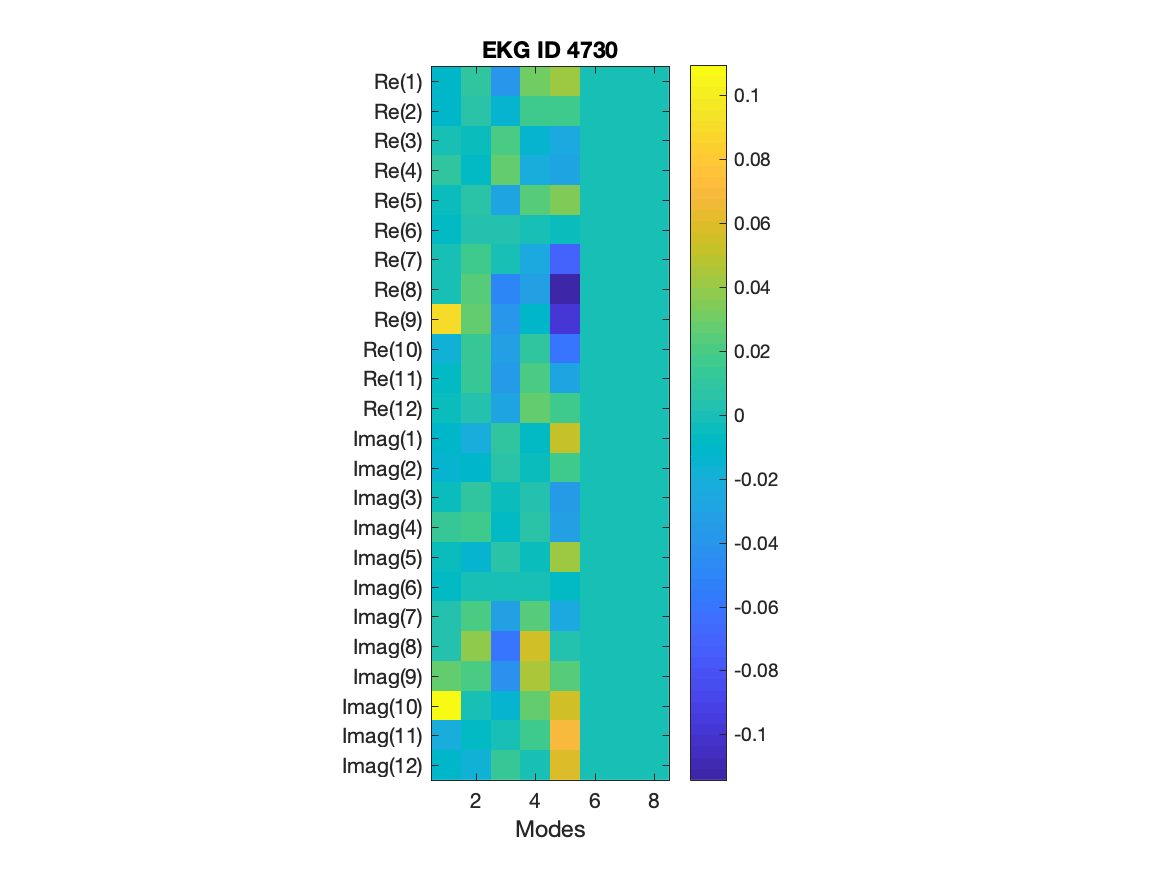 EKG ID 4730
Re(1)
Re(2)
Re(3)
Re(4)
Re(5)
Re(6)
Re(7)
Re(8)
Re(9)
Re(10)
Re(11)
Re(12)
Imag(1)
Imag(2)
Imag(3)
Imag(4)
Imag(5)
Imag(6)
Imag(7)
Imag(8)
Imag(9)
Imag(10)
Imag(11)
Imag(12)
2 4 6 8
Modes
0.1
0.08
0.06
0.04
0.02
0
-0.02
-0.04
-0.06
-0.08
-0.1